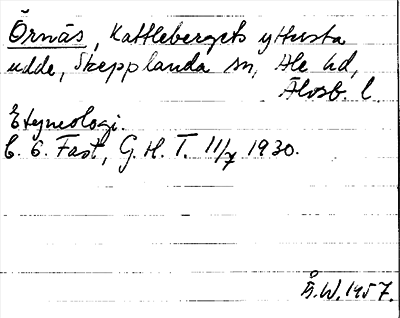 Örnäs, Kattlebergets yttersta
udde, Skepplanda sn, Ale hd,
Älvsb. l.
Etymologi.
C. G. Fast, G. H. T. 11/7 1930.
Å.W. 1957.